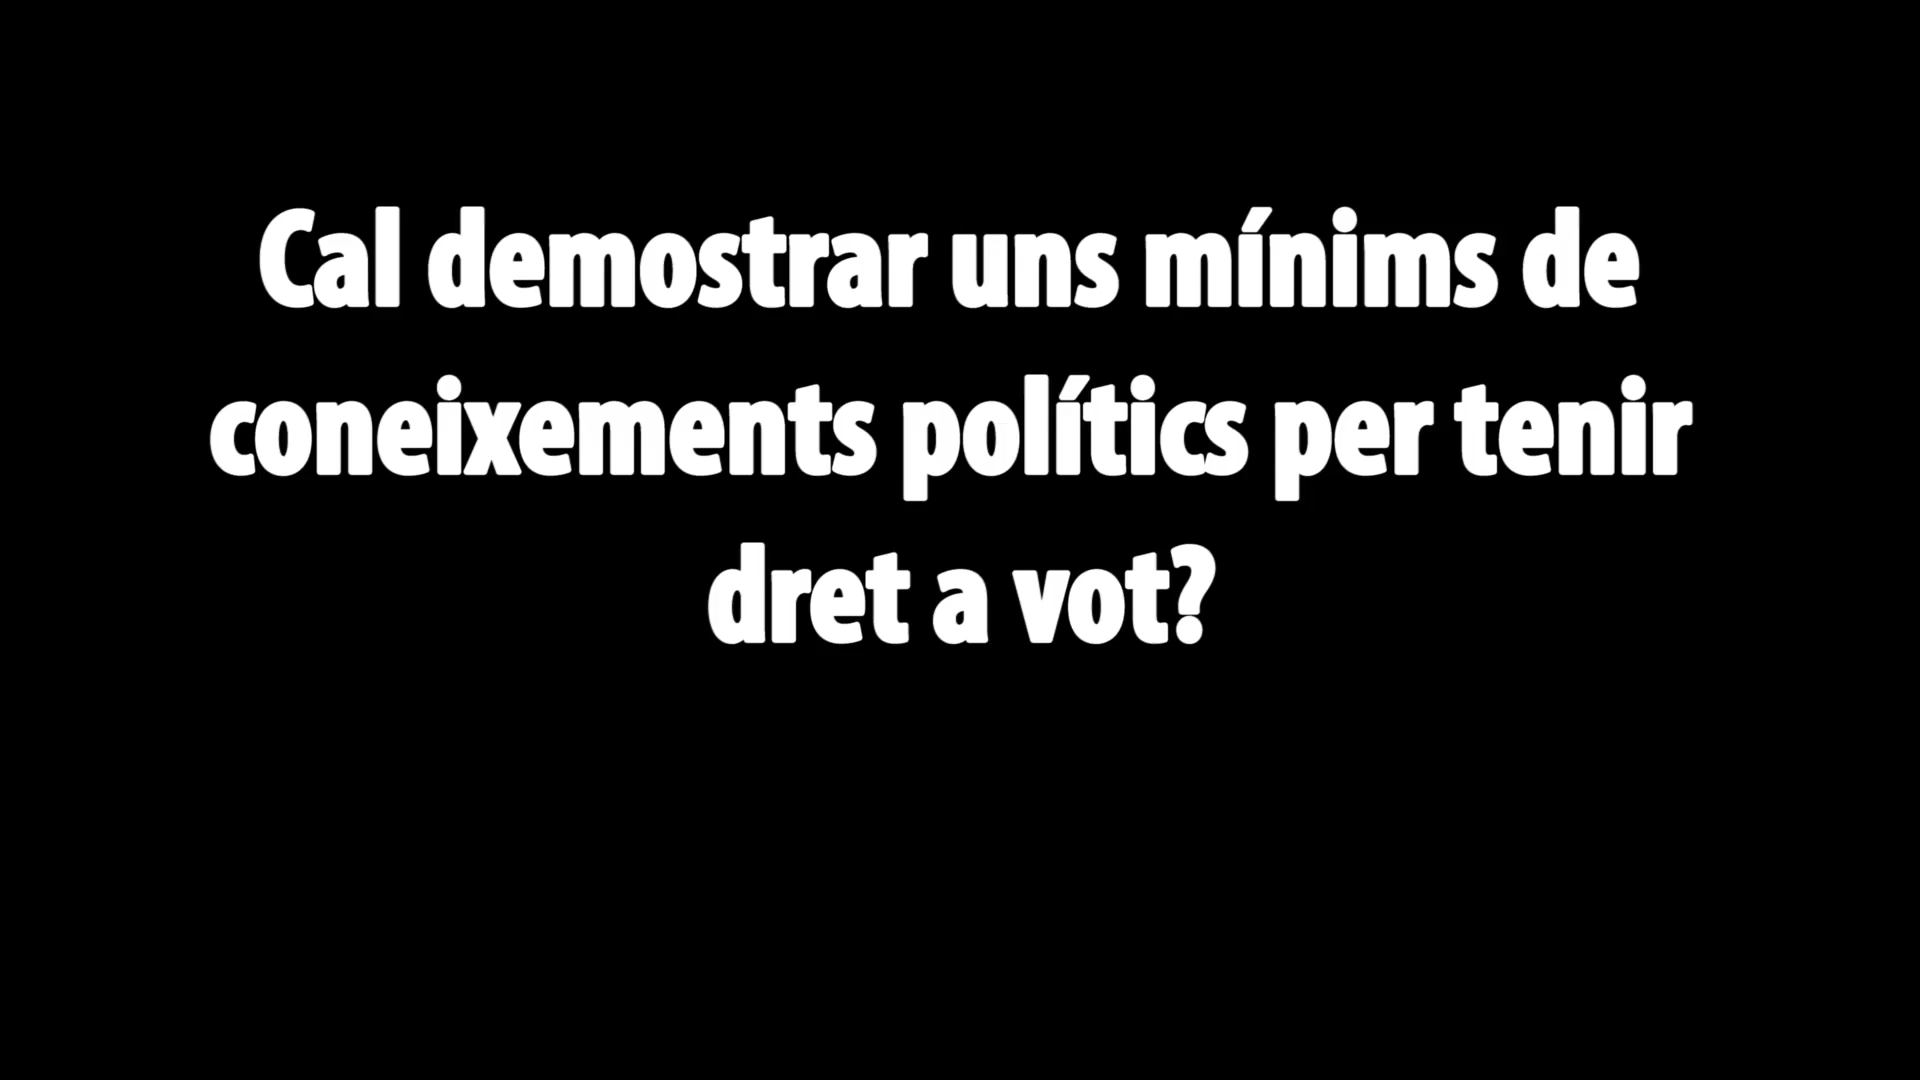 Cal demostrar uns mínims de
coneixements polítics per tenir
dret a vot?